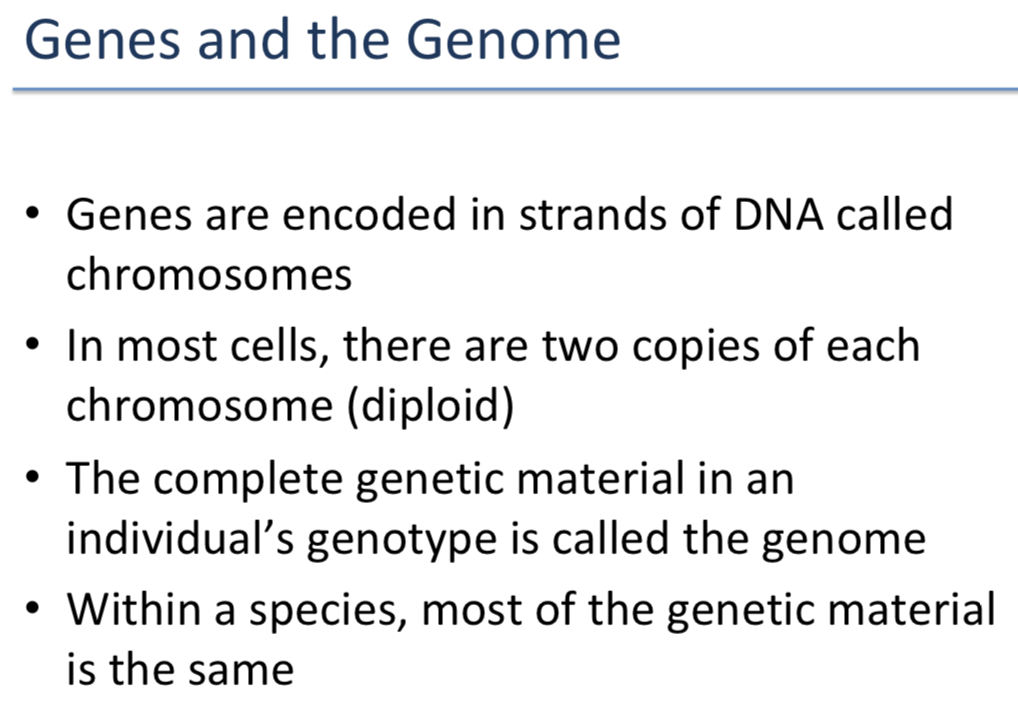 Genes and the Genome
• Genes are encoded in strands of DNA called
chromosomes
• In most cells, there are two copies of each
chromosome (diploid)
• The complete genetic material in an
individual’s genotype is called the genome
• Within a species, most of the genetic material
is the same